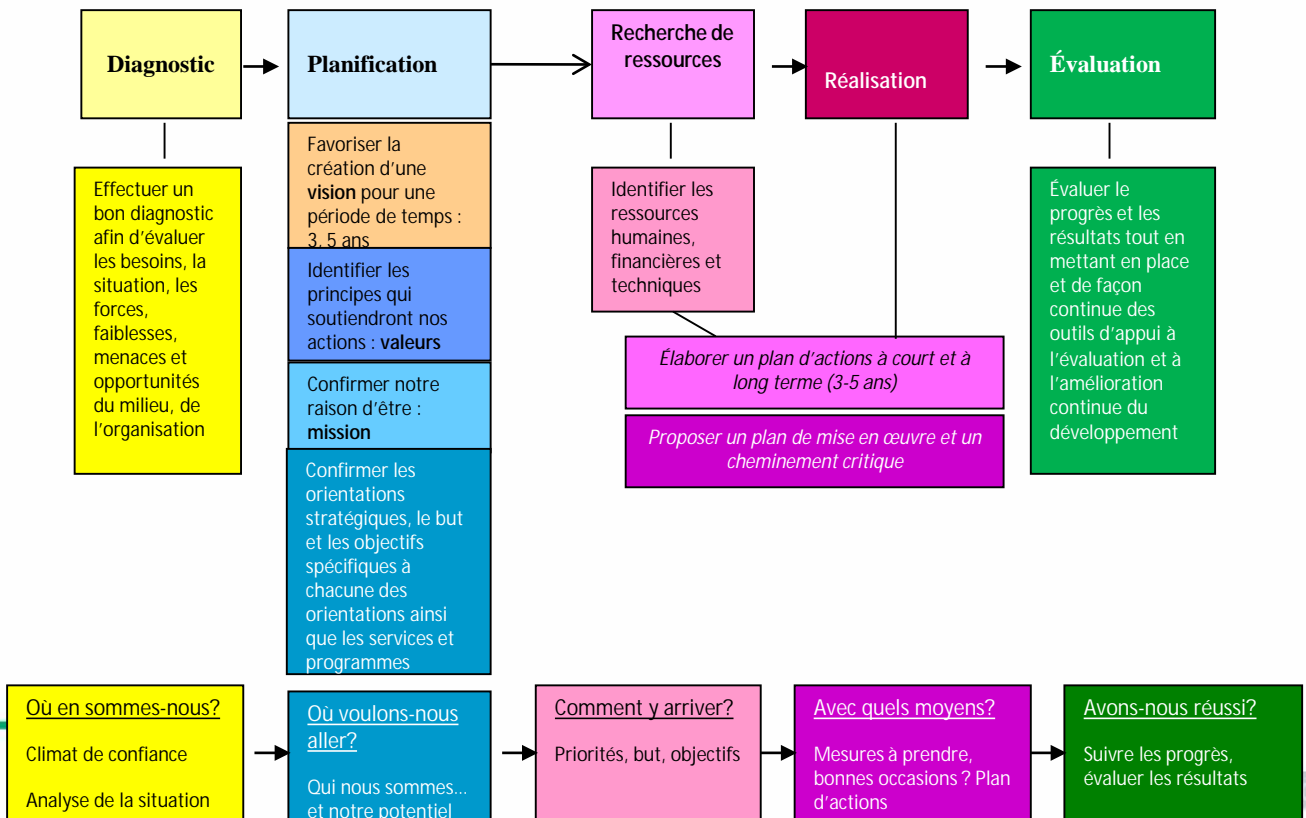 Diagnostic
Planification
Recherche de
ressources
Réalisation
Évaluation
Effectuer un
bon diagnostic
afin d'évaluer
les besoins, la
situation, les
forces,
faiblesses,
menaces et
opportunités
du milieu, de
l'organisation
Favoriser la
création d'une
vision pour une
période de temps :
3, 5 ans
Identifier les
principes qui
soutiendront nos
actions : valeurs
Confirmer notre
raison d'être :
mission
Confirmer les
orientations
stratégiques, le but
et les objectifs
spécifiques à
chacune des
orientations ainsi
que les services et
programmes
Identifier les
ressources
humaines,
financières et
techniques
Élaborer un plan d'actions à court et à
long terme (3-5 ans)
Proposer un plan de mise en œuvre et un
cheminement critique
Évaluer le
progrès et les
résultats tout en
mettant en place
et de façon
continue des
outils d'appui à
l'évaluation et à
l'amélioration
continue du
développement
Où en sommes-nous?
Climat de confiance
Analyse de la situation
Où voulons-nous
aller?
Qui nous sommes...
et notre potentiel
Comment y arriver?
Priorités, but, objectifs
Avec quels moyens?
Mesures à prendre,
bonnes occasions ? Plan
d'actions
Avons-nous réussi?
Suivre les progrès,
évaluer les résultats